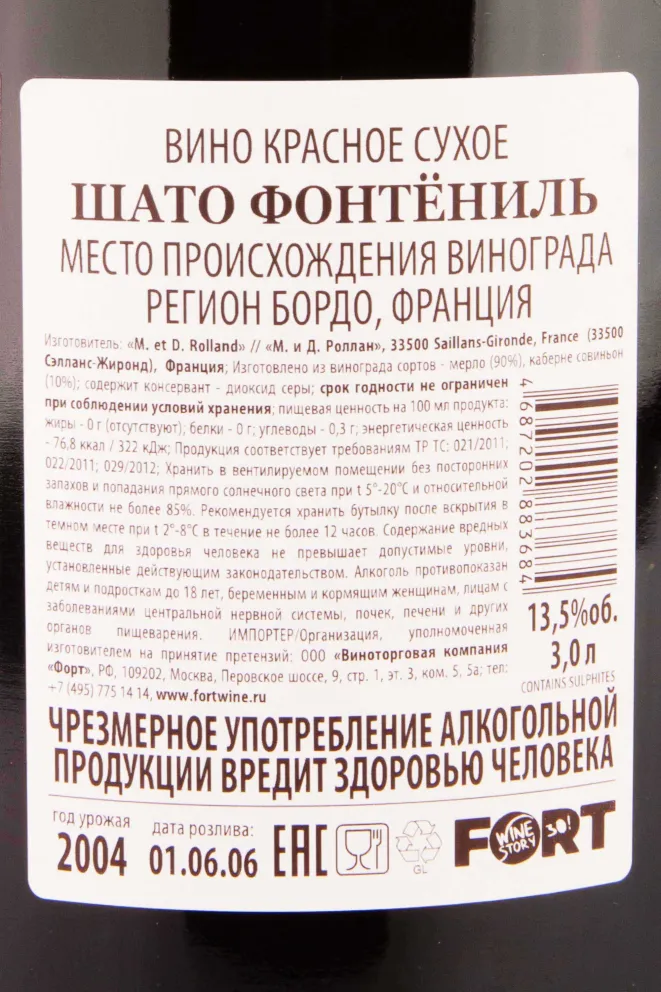 ВИНО КРАСНОЕ СУХОЕ
ШАТО ФОНТЁНИЛЬ
МЕСТО ПРОИСХОЖДЕНИЯ ВИНОГРАДА
РЕГИОН БОРДО, ФРАНЦИЯ
Изготовитель: «M. et D. Rolland» // «М. и Д. Роллан», 33500 Saillans-Gironde, France (33500
Сэлланс-Жиронд), Франция; Изготовлено из винограда сортов - мерло (90%), каберне совиньон
(10%); содержит консервант - диоксид серы; срок годности не ограничен
при соблюдении условий хранения; пищевая ценность на 100 мл продукта:
жиры - 0 г (отсутствуют); белки - 0 г; углеводы - 0,3 г; энергетическая ценность
- 76,8 ккал / 322 кДж; Продукция соответствует требованиям ТР ТС: 021/2011;
022/2011; 029/2012; Хранить в вентилируемом помещении без посторонних
запахов и попадания прямого солнечного света при t 5°-20°C и относительной
влажности не более 85%. Рекомендуется хранить бутылку после вскрытия в
темном месте при t 2°-8°C в течение не более 12 часов. Содержание вредных
веществ для здоровья человека не превышает допустимые уровни,
установленные действующим законодательством. Алкоголь противопоказан
детям и подросткам до 18 лет, беременным и кормящим женщинам, лицам с
заболеваниями центральной нервной системы, почек, печени и других
органов пищеварения. ИМПОРТЕР/Организация, уполномоченная
изготовителем на принятие претензий: ООО «Виноторговая компания
«Форт», РФ, 109202, Москва, Перовское шоссе, 9, стр. 1, эт. 3, ком. 5, 5а; тел:
+7 (495) 775 14 14, www.fortwine.ru
4 687202 883684
13,5%об.
3,0 л
CONTAINS SULPHITES
ЧРЕЗМЕРНОЕ УПОТРЕБЛЕНИЕ АЛКОГОЛЬНОЙ
ПРОДУКЦИИ ВРЕДИТ ЗДОРОВЬЮ ЧЕЛОВЕКА
год урожая
2004
дата розлива:
01.06.06
EAC
GL
FORT
WINE
STORY
30!